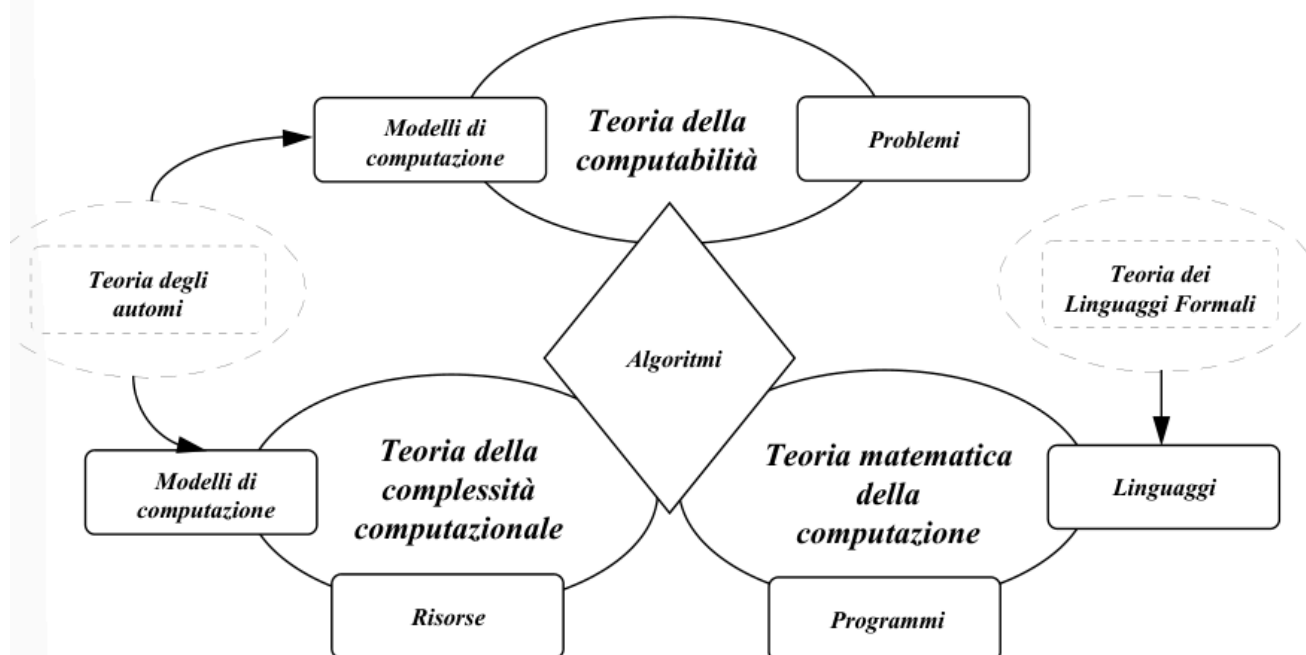 Teoria della
computabilità
Modelli di
computazione
Problemi
Teoria degli
automi
Teoria dei
Linguaggi Formali
Algoritmi
Teoria della
complessità
computazionale
Modelli di
computazione
Risorse
Teoria matematica
della
computazione
Linguaggi
Programmi